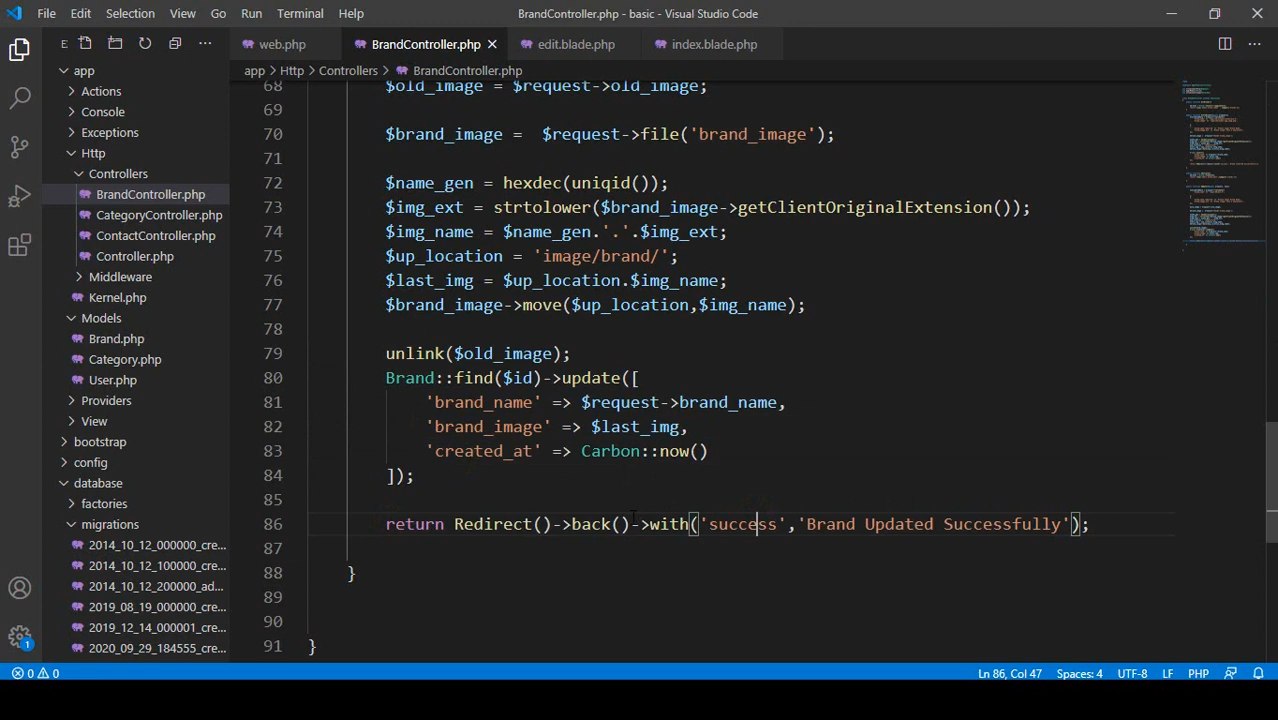 File Edit Selection View Go Run Terminal Help BrandController.php - basic - Visual Studio Code
E web.php BrandController.php edit.blade.php index.blade.php
app > Http > Controllers > BrandController.php
app
Actions
Console
Exceptions
Http
Controllers
BrandController.php
CategoryController.php
ContactController.php
Controller.php
Middleware
Kernel.php
Models
Brand.php
Category.php
User.php
Providers
View
bootstrap
config
database
factories
migrations
2014_10_12_000000_cre...
2014_10_12_100000_cre...
2014_10_12_200000_ad...
2019_08_19_000000_cre...
2019_12_14_000001_cre...
2020_09_29_184555_cre...
68 $old_image = $request->old_image;
69
70 $brand_image =  $request->file('brand_image');
71
72 $name_gen = hexdec(uniqid());
73 $img_ext = strtolower($brand_image->getClientOriginalExtension());
74 $img_name = $name_gen.'.'.$img_ext;
75 $up_location = 'image/brand/';
76 $last_img = $up_location.$img_name;
77 $brand_image->move($up_location,$img_name);
78
79 unlink($old_image);
80 Brand::find($id)->update([
81 'brand_name' => $request->brand_name,
82 'brand_image' => $last_img,
83 'created_at' => Carbon::now()
84 ]);
85
86 return Redirect()->back()->with('success','Brand Updated Successfully');
87
88 }
89
90
91 }
1
0 0 Ln 86, Col 47 Spaces: 4 UTF-8 LF PHP